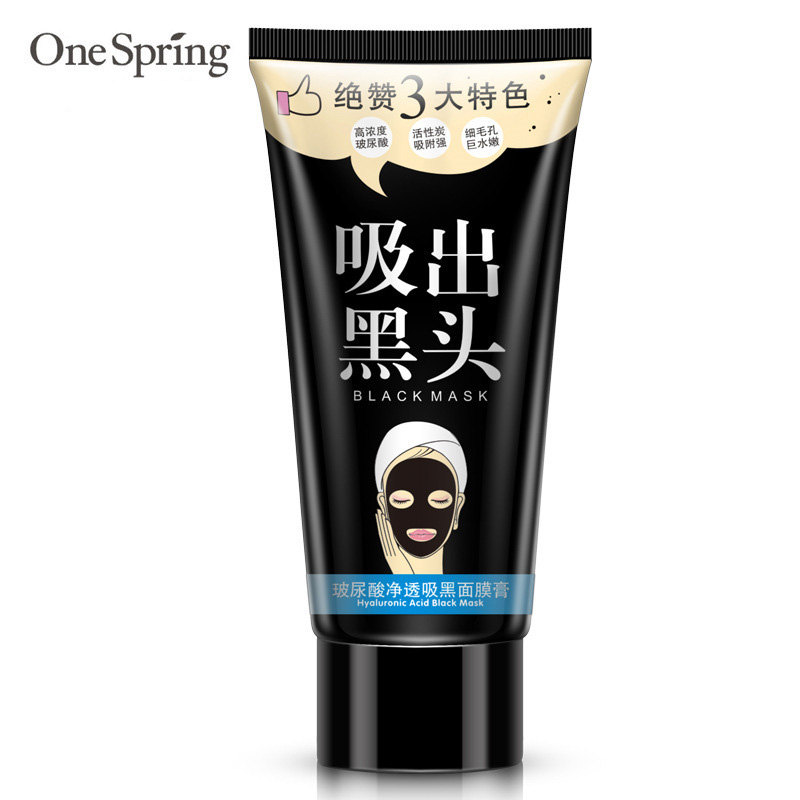 One Spring
绝赞3大特色
高浓度 活性炭 细毛孔
玻尿酸 吸附强 巨水嫩
吸出
黑头
BLACK MASK
玻尿酸净透吸黑面膜膏
Hyaluronic Acid Black Mask